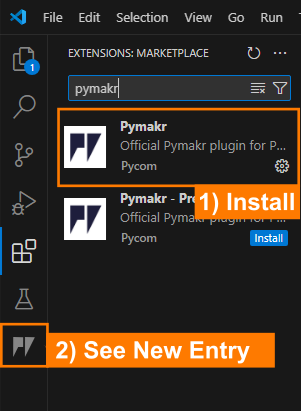 File Edit Selection View Go Run
EXTENSIONS: MARKETPLACE
1
pymakr
Pymakr
Official Pymakr plugin for P...
Pycom
1) Install
Pymakr - Pre
Official Pymakr plugin for P...
Pycom
Install
2) See New Entry